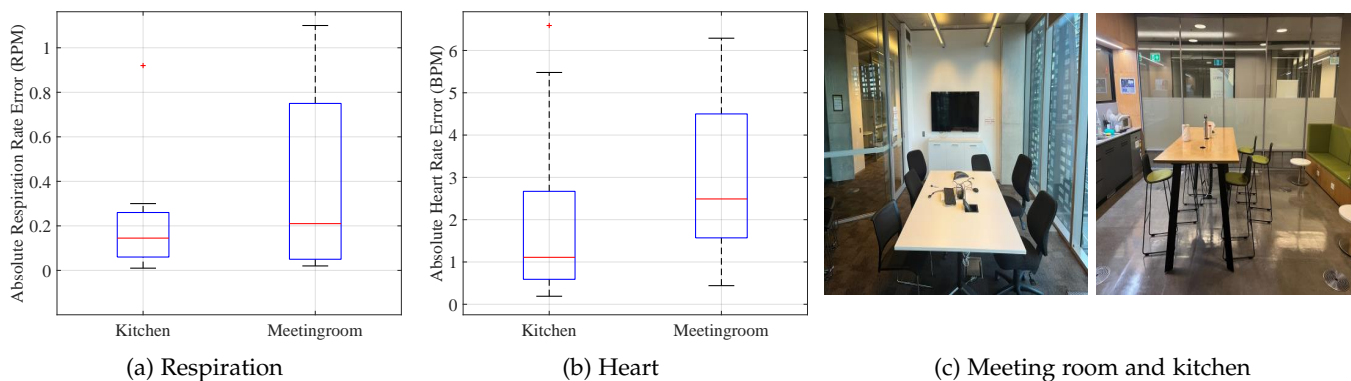 Absolute Respiration Rate Error (RPM)
1
0.8
0.6
0.4
0.2
0
Kitchen Meetingroom
(a) Respiration
Absolute Heart Rate Error (BPM)
6
5
4
3
2
1
0
Kitchen Meetingroom
(b) Heart
(c) Meeting room and kitchen